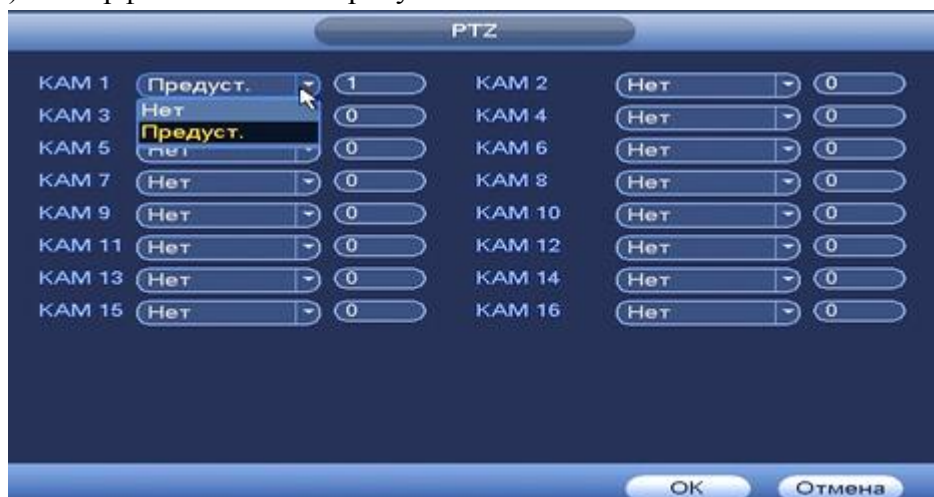 PTZ
КАМ 1 Предуст. 1 КАМ 2 Нет 0
КАМ 3 Нет 0 КАМ 4 Нет 0
Предуст.
КАМ 5 Нет 0 КАМ 6 Нет 0
КАМ 7 Нет 0 КАМ 8 Нет 0
КАМ 9 Нет 0 КАМ 10 Нет 0
КАМ 11 Нет 0 КАМ 12 Нет 0
КАМ 13 Нет 0 КАМ 14 Нет 0
КАМ 15 Нет 0 КАМ 16 Нет 0
ОК Отмена